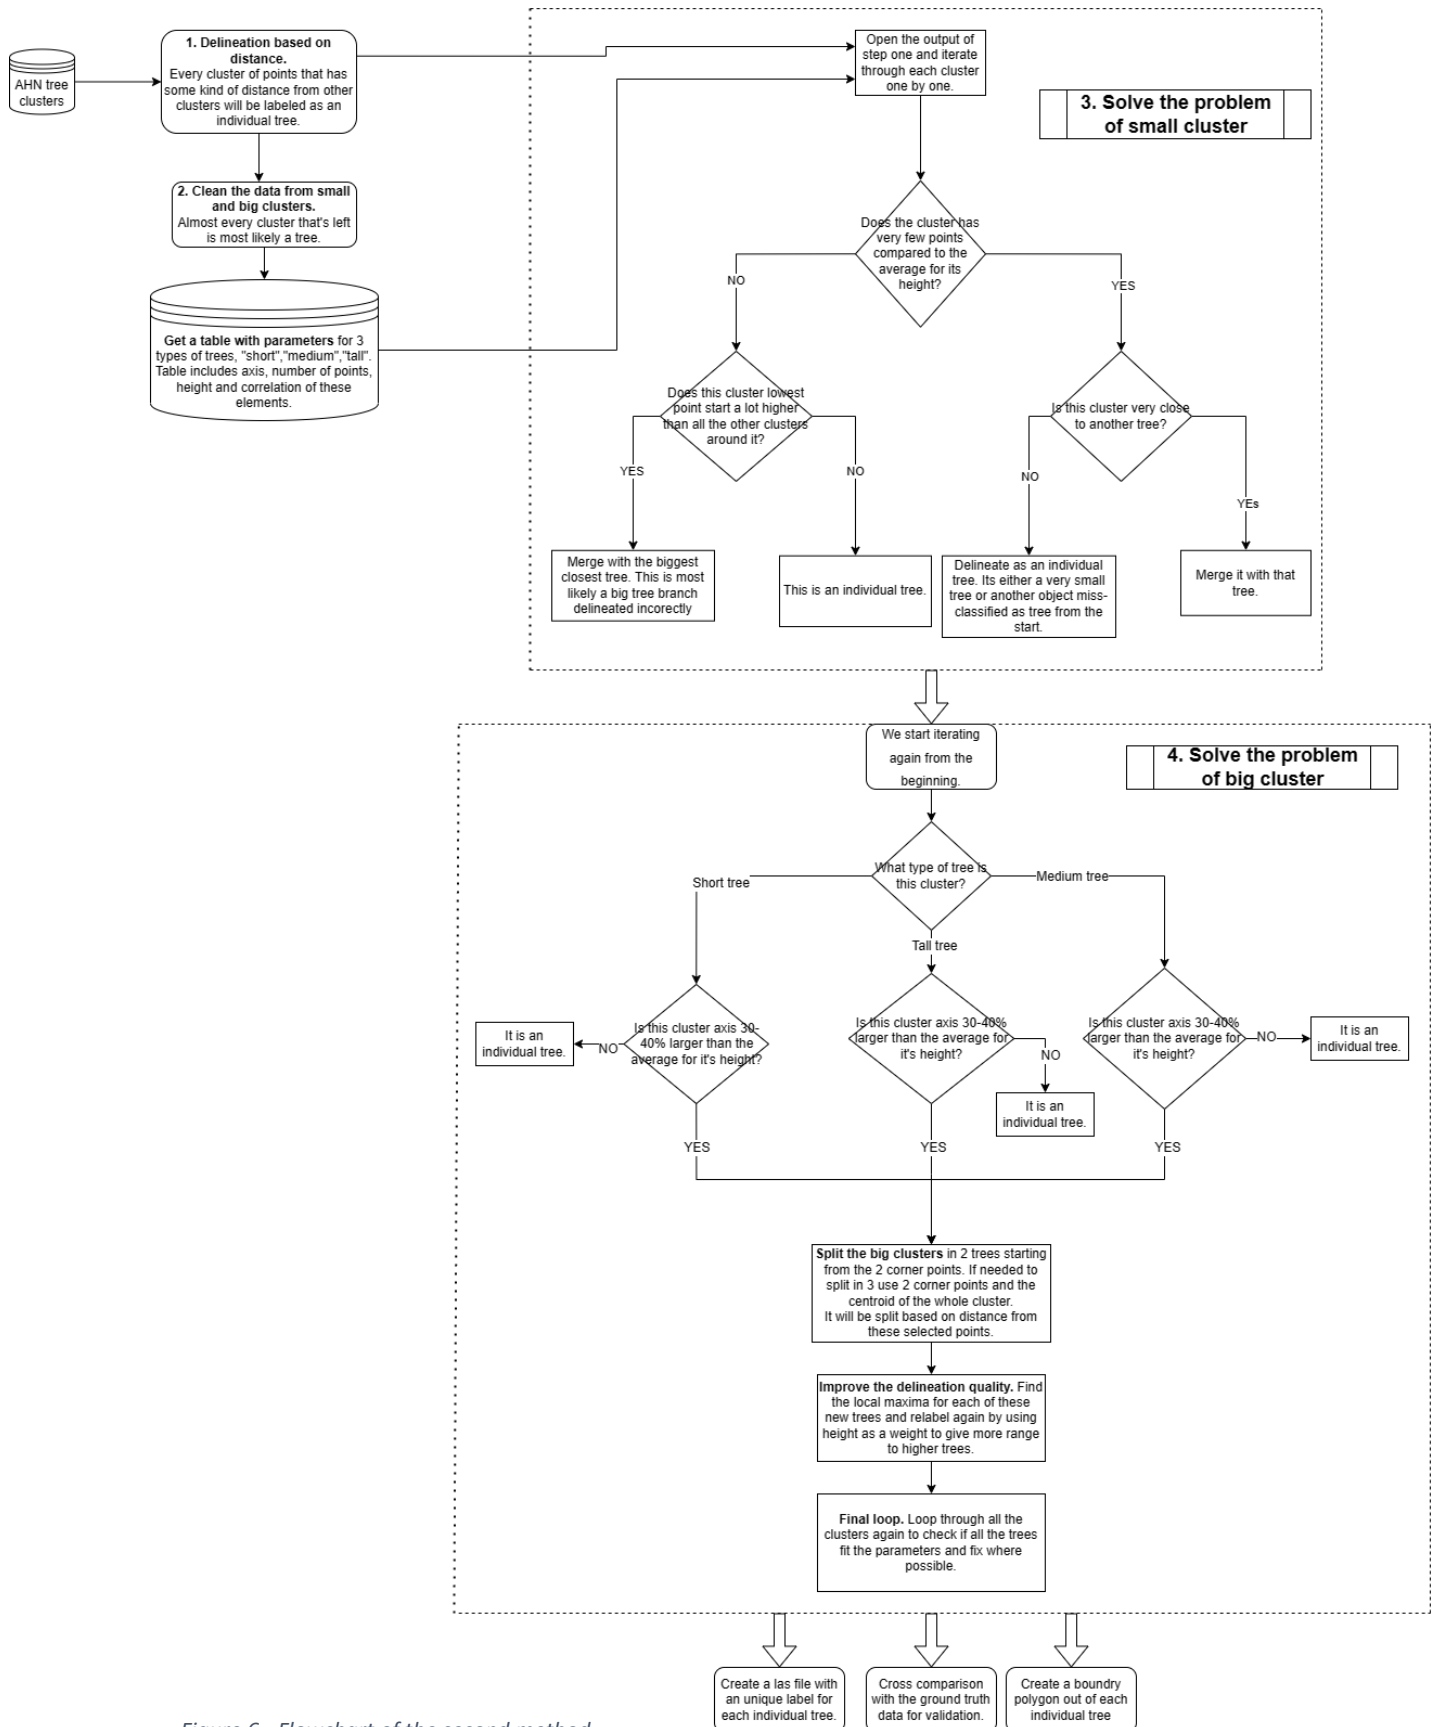 AHN tree
clusters
1. Delineation based on
distance.
Every cluster of points that has
some kind of distance from other
clusters will be labeled as an
individual tree.
2. Clean the data from small
and big clusters.
Almost every cluster that's left
is most likely a tree.
Get a table with parameters for 3
types of trees, "short","medium","tall".
Table includes axis, number of points,
height and correlation of these
elements.
Open the output of
step one and iterate
through each cluster
one by one.
3. Solve the problem
of small cluster
Does the cluster has
very few points
compared to the
average for its
height?
NO
YES
Does this cluster lowest
point start a lot higher
than all the other clusters
around it?
Is this cluster very close
to another tree?
YES
NO
NO
YEs
Merge with the biggest
closest tree. This is most
likely a big tree branch
delineated incorectly
This is an individual tree.
Delineate as an individual
tree. Its either a very small
tree or another object miss-
classified as tree from the
start.
Merge it with that
tree.
We start iterating
again from the
beginning.
4. Solve the problem
of big cluster
What type of tree is
this cluster?
Short tree
Medium tree
Tall tree
It is an
individual tree.
NO
Is this cluster axis 30-
40% larger than the
average for it's height?
Is this cluster axis 30-40%
larger than the average for
it's height?
NO
It is an
individual tree.
Is this cluster axis 30-40%
larger than the average for
it's height?
NO
It is an
individual tree.
YES
YES
YES
Split the big clusters in 2 trees starting
from the 2 corner points. If needed to
split in 3 use 2 corner points and the
centroid of the whole cluster.
It will be split based on distance from
these selected points.
Improve the delineation quality. Find
the local maxima for each of these
new trees and relabel again by using
height as a weight to give more range
to higher trees.
Final loop. Loop through all the
clusters again to check if all the trees
fit the parameters and fix where
possible.
Create a las file with
an unique label for
each individual tree.
Cross comparison
with the ground truth
data for validation.
Create a boundry
polygon out of each
individual tree
Figure 6 - Flowchart of the second method